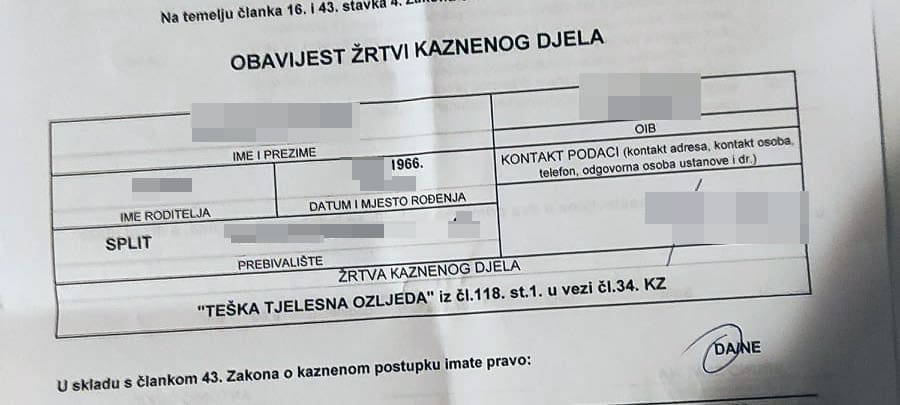 Na temelju članka 16. i 43. stavka 4.
OBAVIJEST ŽRTVI KAZNENOG DJELA
IME I PREZIME
OIB
1966.
KONTAKT PODACI (kontakt adresa, kontakt osoba,
telefon, odgovorna osoba ustanove i dr.)
IME RODITELJA
DATUM I MJESTO ROĐENJA
SPLIT
PREBIVALIŠTE
ŽRTVA KAZNENOG DJELA
"TEŠKA TJELESNA OZLJEDA" iz čl.118. st.1. u vezi čl.34. KZ
DA/NE
U skladu s člankom 43. Zakona o kaznenom postupku imate pravo: